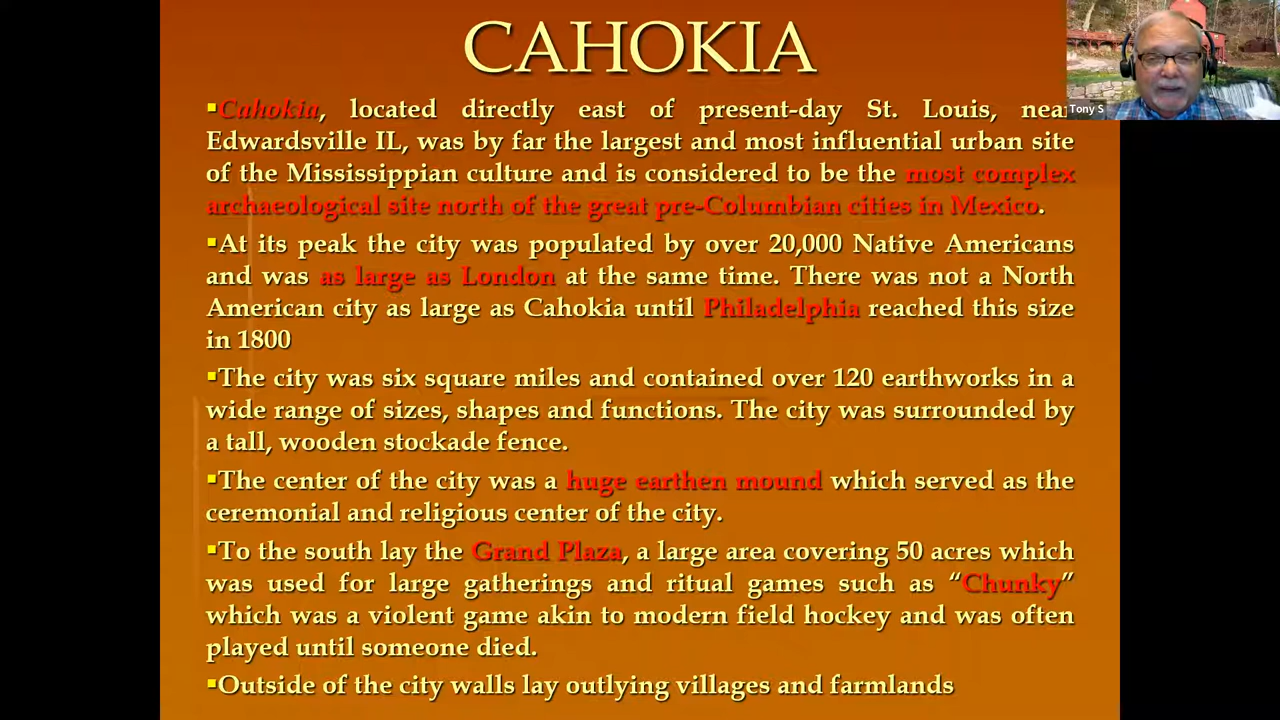 CAHOKIA
▪Cahokia, located directly east of present-day St. Louis, near
Tony S
Edwardsville IL, was by far the largest and most influential urban site
of the Mississippian culture and is considered to be the most complex
archaeological site north of the great pre-Columbian cities in Mexico.
▪At its peak the city was populated by over 20,000 Native Americans
and was as large as London at the same time. There was not a North
American city as large as Cahokia until Philadelphia reached this size
in 1800
▪The city was six square miles and contained over 120 earthworks in a
wide range of sizes, shapes and functions. The city was surrounded by
a tall, wooden stockade fence.
▪The center of the city was a huge earthen mound which served as the
ceremonial and religious center of the city.
▪To the south lay the Grand Plaza, a large area covering 50 acres which
was used for large gatherings and ritual games such as “Chunky”
which was a violent game akin to modern field hockey and was often
played until someone died.
▪Outside of the city walls lay outlying villages and farmlands